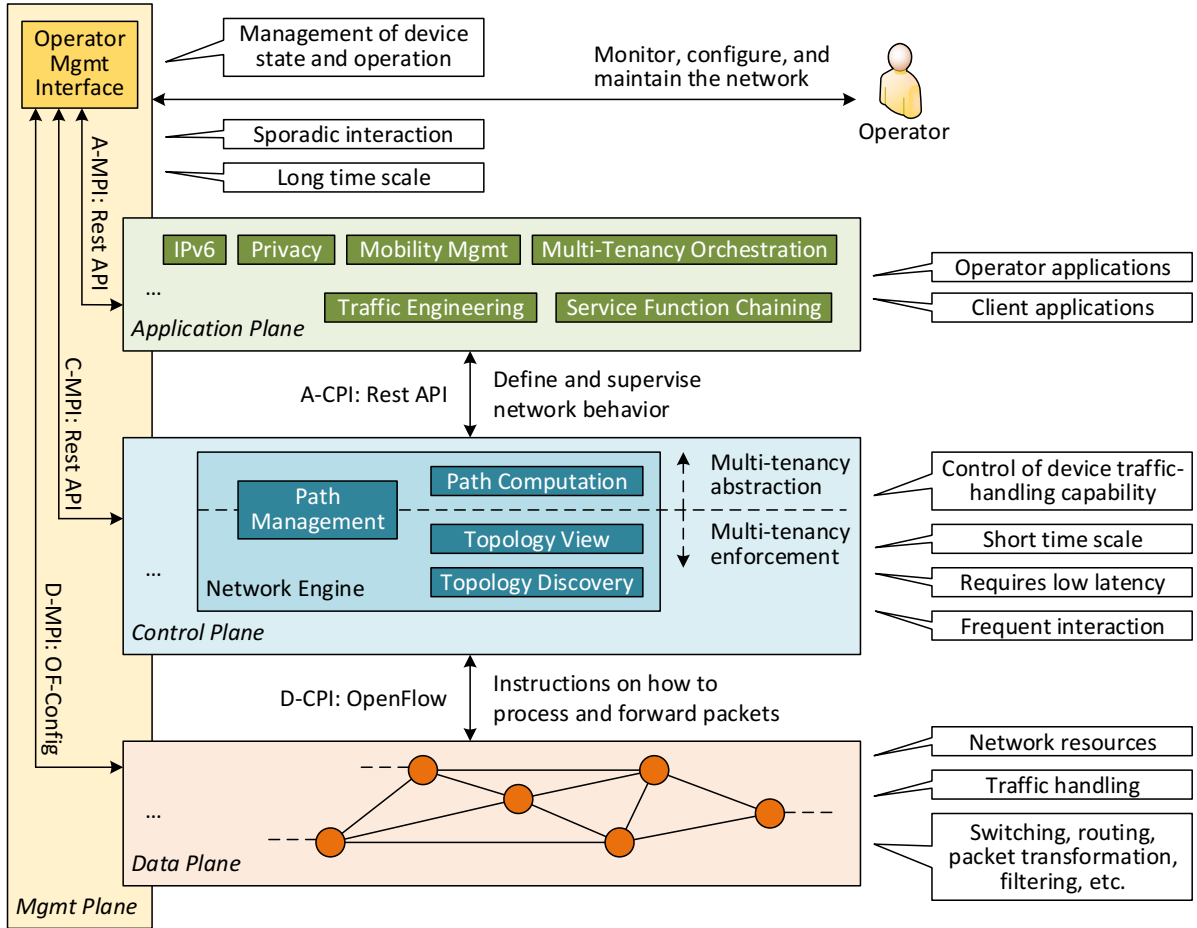 Operator
Mgmt
Interface
Management of device
state and operation
Monitor, configure, and
maintain the network
Operator
Sporadic interaction
Long time scale
A-MPI: Rest API
C-MPI: Rest API
D-MPI: OF-Config
IPv6
Privacy
Mobility Mgmt
Multi-Tenancy Orchestration
...
Traffic Engineering
Service Function Chaining
Application Plane
Operator applications
Client applications
A-CPI: Rest API
Define and supervise
network behavior
Path
Management
Path Computation
Topology View
Topology Discovery
Network Engine
Multi-tenancy
abstraction
Multi-tenancy
enforcement
...
Control Plane
Control of device traffic-
handling capability
Short time scale
Requires low latency
Frequent interaction
D-CPI: OpenFlow
Instructions on how to
process and forward packets
...
Data Plane
Network resources
Traffic handling
Switching, routing,
packet transformation,
filtering, etc.
Mgmt Plane